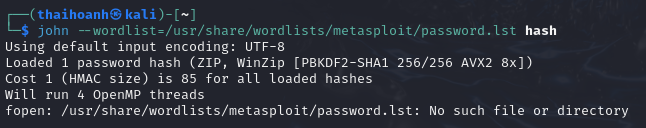 ┌──(thaihoanh㉿kali)-[~]
└─$ john --wordlist=/usr/share/wordlists/metasploit/password.lst hash
Using default input encoding: UTF-8
Loaded 1 password hash (ZIP, WinZip [PBKDF2-SHA1 256/256 AVX2 8x])
Cost 1 (HMAC size) is 85 for all loaded hashes
Will run 4 OpenMP threads
fopen: /usr/share/wordlists/metasploit/password.lst: No such file or directory